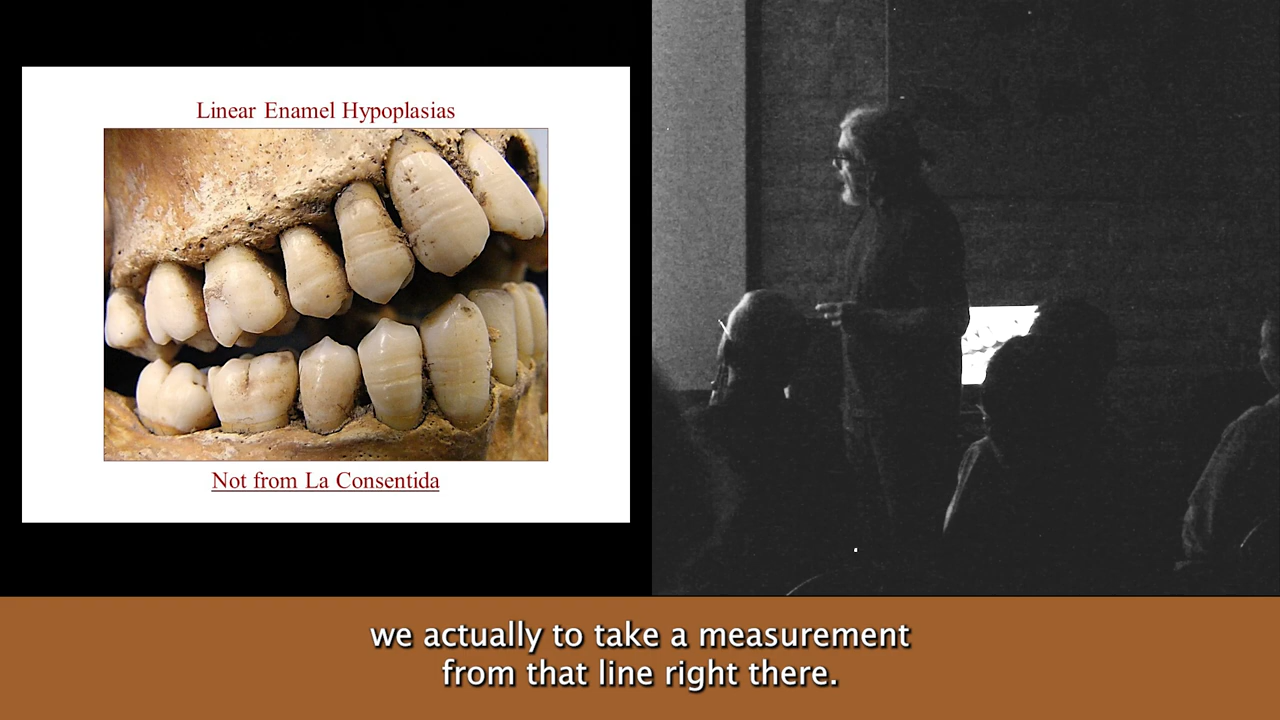 Linear Enamel Hypoplasias
Not from La Consentida
we actually to take a measurement
from that line right there.